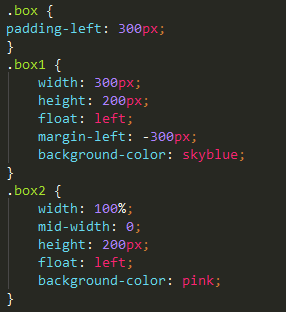 .box {
padding-left: 300px;
}
.box1 {
    width: 300px;
    height: 200px;
    float: left;
    margin-left: -300px;
    background-color: skyblue;
}
.box2 {
    width: 100%;
    mid-width: 0;
    height: 200px;
    float: left;
    background-color: pink;
}